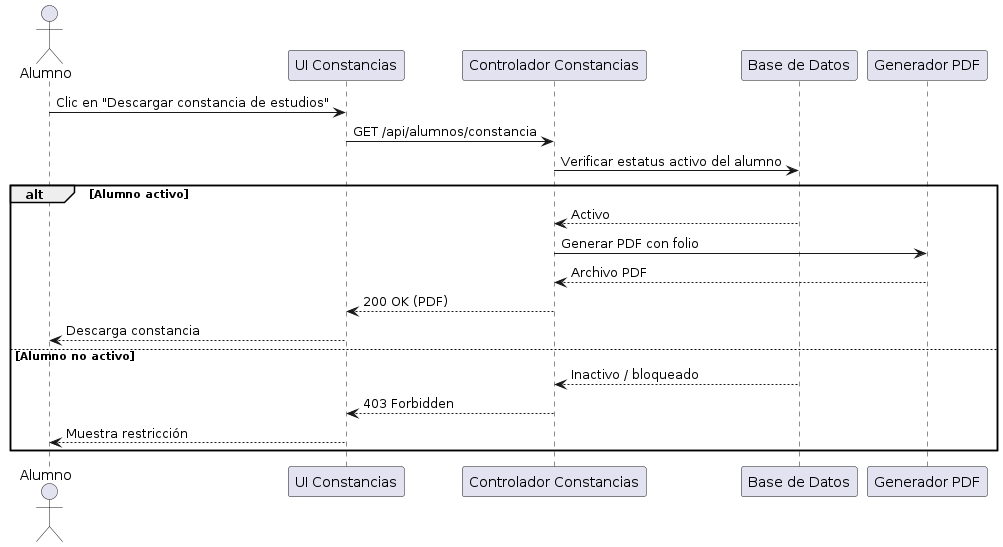 Alumno
UI Constancias
Controlador Constancias
Base de Datos
Generador PDF
Clic en "Descargar constancia de estudios"
GET /api/alumnos/constancia
Verificar estatus activo del alumno
alt
[Alumno activo]
Activo
Generar PDF con folio
Archivo PDF
200 OK (PDF)
Descarga constancia
[Alumno no activo]
Inactivo / bloqueado
403 Forbidden
Muestra restricción
Alumno
UI Constancias
Controlador Constancias
Base de Datos
Generador PDF